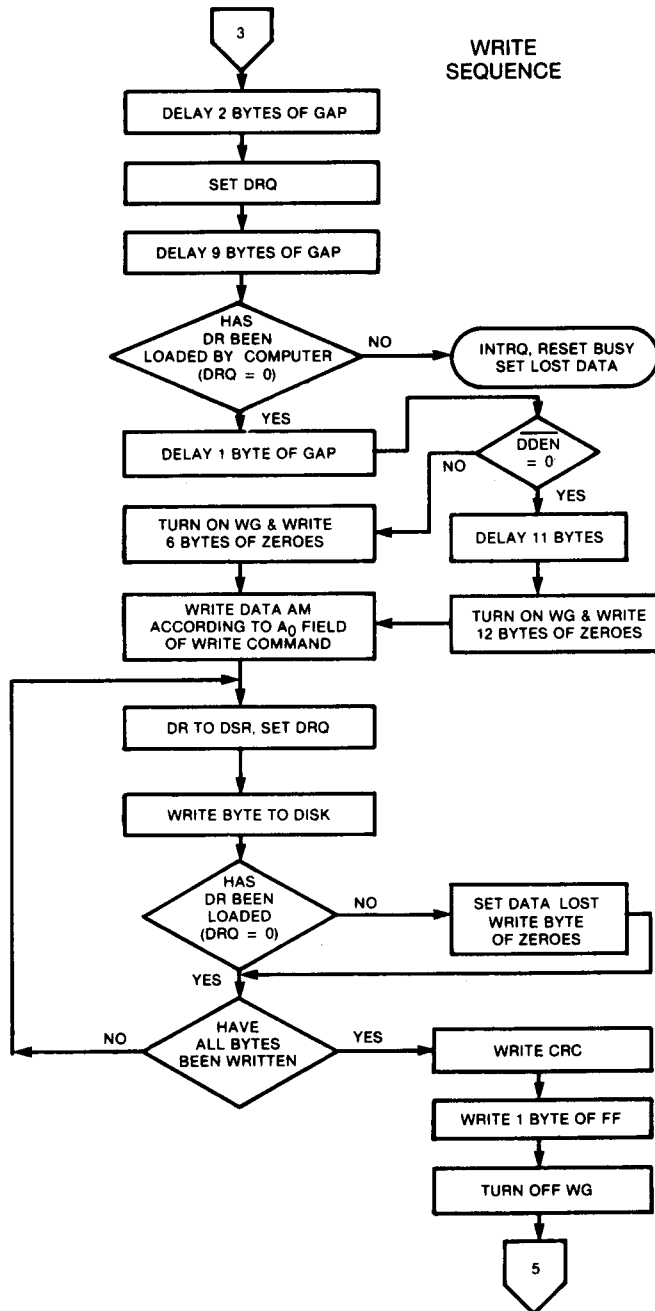 3
WRITE
SEQUENCE
DELAY 2 BYTES OF GAP
SET DRQ
DELAY 9 BYTES OF GAP
HAS
DR BEEN
LOADED BY COMPUTER
(DRQ = 0)
NO
INTRQ, RESET BUSY
SET LOST DATA
YES
DELAY 1 BYTE OF GAP
D̅D̅E̅N̅
= 0
NO
YES
TURN ON WG & WRITE
6 BYTES OF ZEROES
DELAY 11 BYTES
WRITE DATA AM
ACCORDING TO A₀ FIELD
OF WRITE COMMAND
TURN ON WG & WRITE
12 BYTES OF ZEROES
DR TO DSR, SET DRQ
WRITE BYTE TO DISK
HAS
DR BEEN
LOADED
(DRQ = 0)
NO
SET DATA LOST
WRITE BYTE
OF ZEROES
YES
HAVE
ALL BYTES
BEEN WRITTEN
NO
YES
WRITE CRC
WRITE 1 BYTE OF FF
TURN OFF WG
5